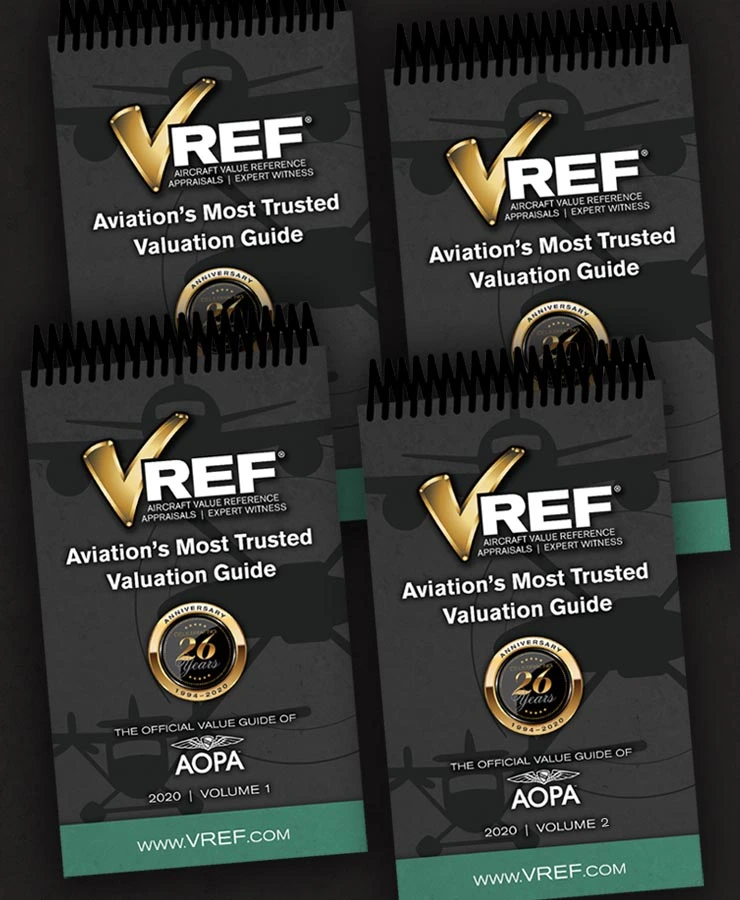 VREF®
AIRCRAFT VALUE REFERENCE
APPRAISALS | EXPERT WITNESS
Aviation's Most Trusted
Valuation Guide
ANNIVERSARY
VREF®
AIRCRAFT VALUE REFERENCE
APPRAISALS | EXPERT WITNESS
Aviation's Most Trusted
Valuation Guide
ANNIVERSARY
VREF®
AIRCRAFT VALUE REFERENCE
APPRAISALS | EXPERT WITNESS
Aviation's Most Trusted
Valuation Guide
ANNIVERSARY
CELEBRATING
26
Years
1994-2020
THE OFFICIAL VALUE GUIDE OF
AOPA
2020 | VOLUME 1
WWW.VREF.COM
VREF®
AIRCRAFT VALUE REFERENCE
APPRAISALS | EXPERT WITNESS
Aviation's Most Trusted
Valuation Guide
ANNIVERSARY
CELEBRATING
26
Years
1994-2020
THE OFFICIAL VALUE GUIDE OF
AOPA
2020 | VOLUME 2
WWW.VREF.COM